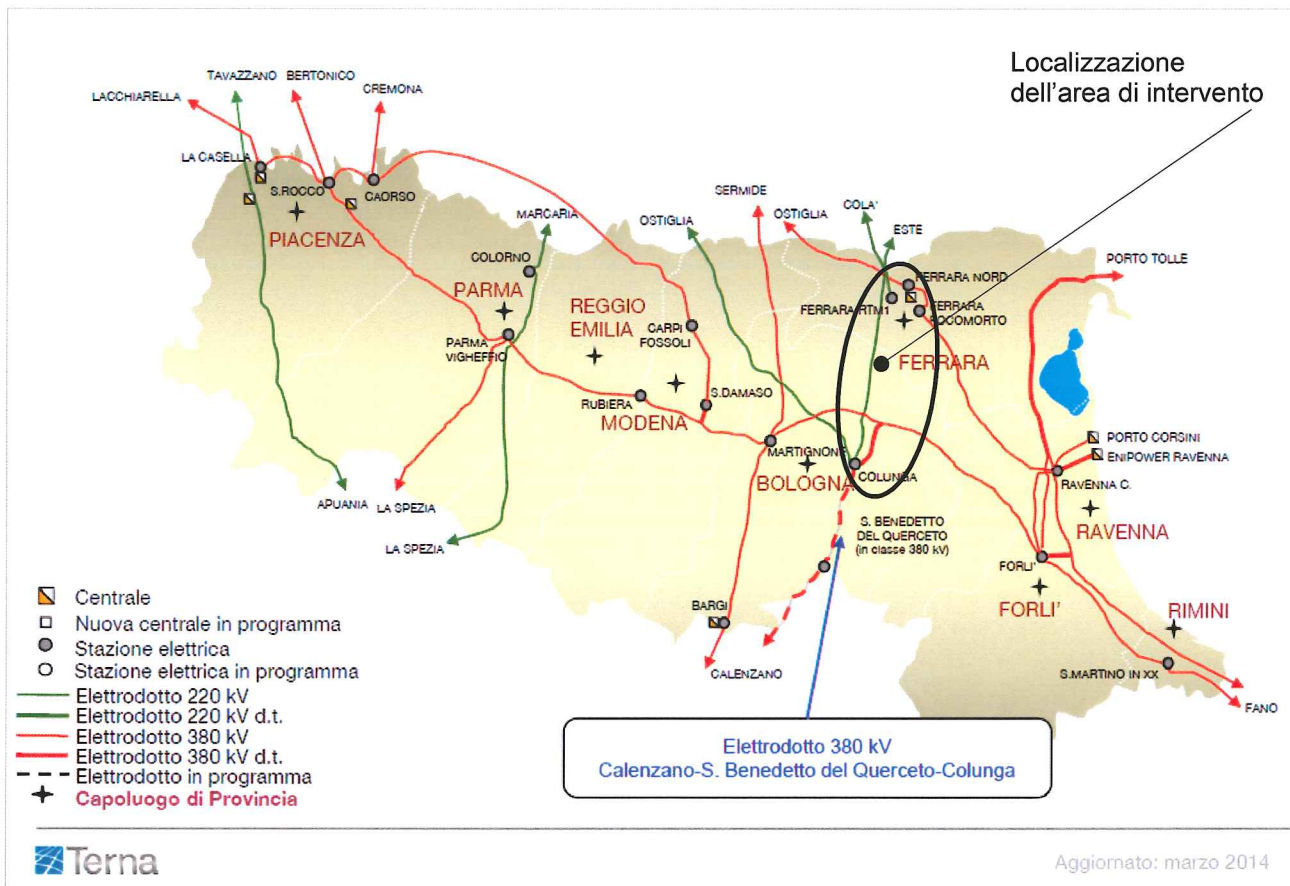 Localizzazione
dell'area di intervento
TAVAZZANO
BERTONICO
CREMONA
LACCHIARELLA
LA CASELLA
S.ROCCO
CAORSO
PIACENZA
MARCARIA
COLORNO
PARMA
PARMA
VIGHEFFIO
REGGIO
EMILIA
CARPI
FOSSOLI
RUBIERA
MODENA
S.DAMASO
OSTIGLIA
SERMIDE
OSTIGLIA
COLA'
ESTE
FERRARA NORD
FERRARA RTM1
FERRARA
FOCOMORTO
FERRARA
PORTO TOLLE
MARTIGNONE
BOLOGNA
COLUNGA
PORTO CORSINI
ENIPOWER RAVENNA
RAVENNA C.
RAVENNA
APUANIA
LA SPEZIA
LA SPEZIA
S. BENEDETTO
DEL QUERCETO
(in classe 380 kV)
FORLI'
FORLI'
RIMINI
BARGI
CALENZANO
S.MARTINO IN XX
FANO
Centrale
Nuova centrale in programma
Stazione elettrica
Stazione elettrica in programma
Elettrodotto 220 kV
Elettrodotto 220 kV d.t.
Elettrodotto 380 kV
Elettrodotto 380 kV d.t.
Elettrodotto in programma
Capoluogo di Provincia
Elettrodotto 380 kV
Calenzano-S. Benedetto del Querceto-Colunga
Terna
Aggiornato: marzo 2014